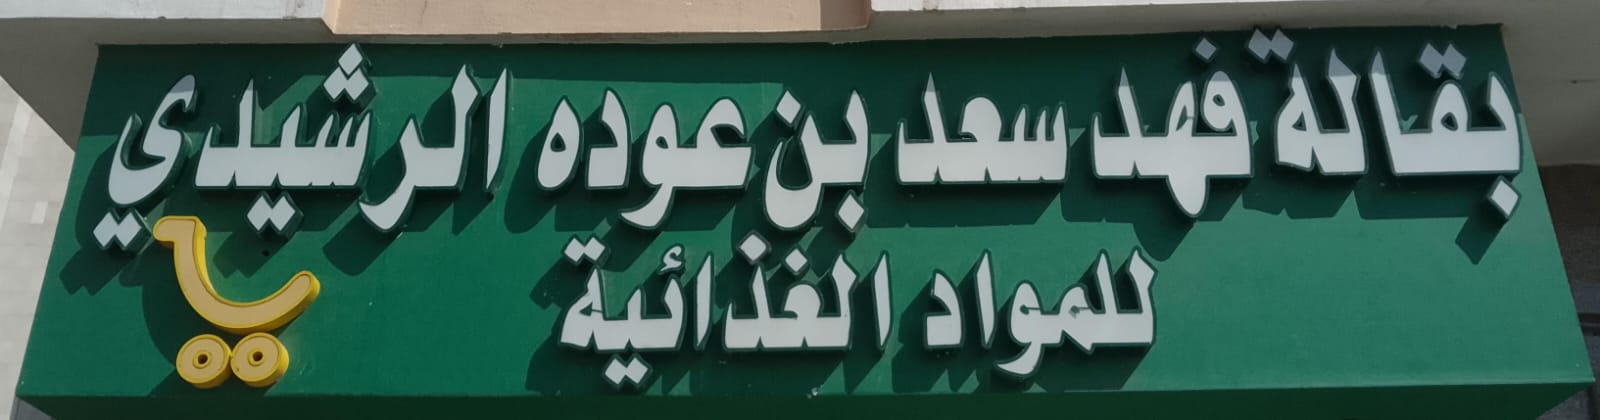 بقالة فهد سعد بن عوده الرشيدي
للمواد الغذائية